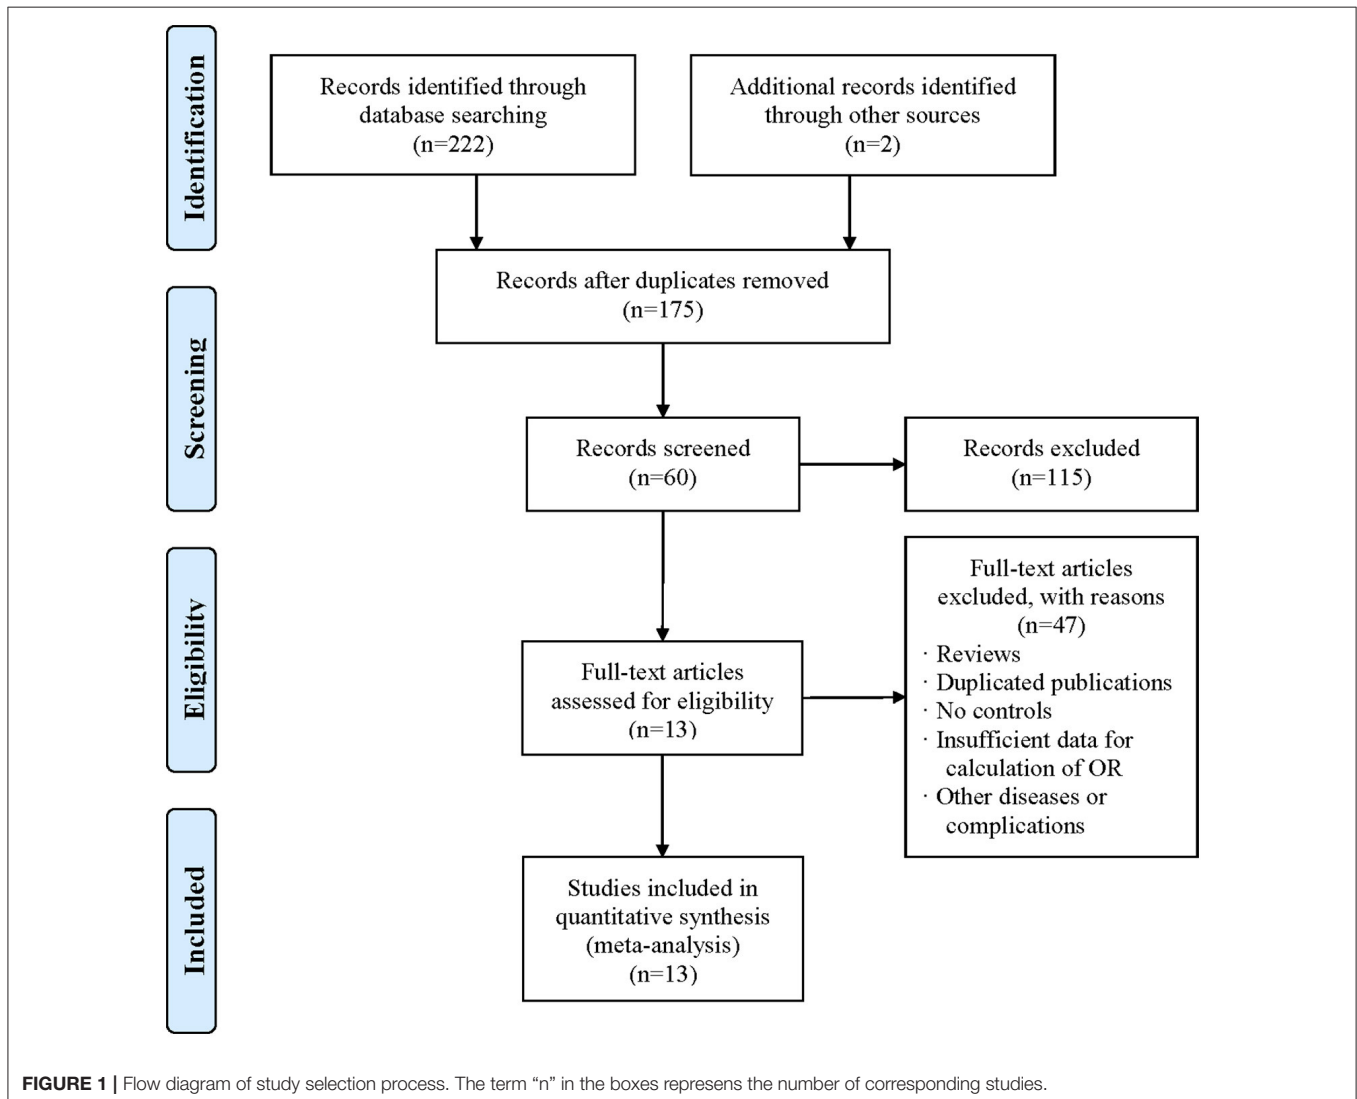 Identification
Records identified through
database searching
(n=222)
Additional records identified
through other sources
(n=2)
Records after duplicates removed
(n=175)
Screening
Records screened
(n=60)
Records excluded
(n=115)
Eligibility
Full-text articles
assessed for eligibility
(n=13)
Full-text articles
excluded, with reasons
(n=47)
· Reviews
· Duplicated publications
· No controls
· Insufficient data for
calculation of OR
· Other diseases or
complications
Included
Studies included in
quantitative synthesis
(meta-analysis)
(n=13)
FIGURE 1 | Flow diagram of study selection process. The term “n” in the boxes represens the number of corresponding studies.